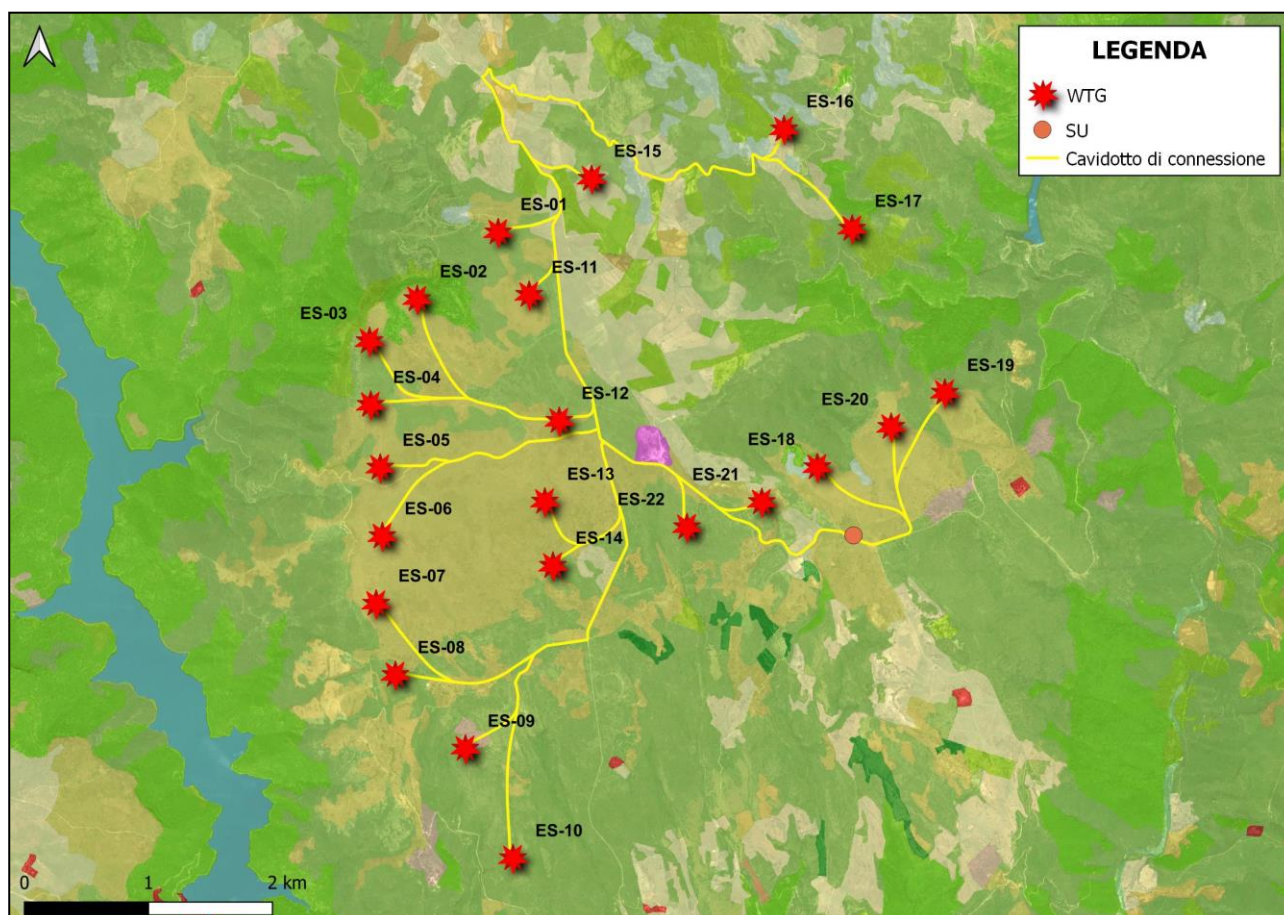 LEGENDA
WTG
SU
Cavidotto di connessione
ES-16
ES-15
ES-17
ES-01
ES-11
ES-02
ES-03
ES-04
ES-19
ES-12
ES-20
ES-05
ES-18
ES-13
ES-21
ES-22
ES-06
ES-14
ES-07
ES-08
ES-09
ES-10
0 1 2 km